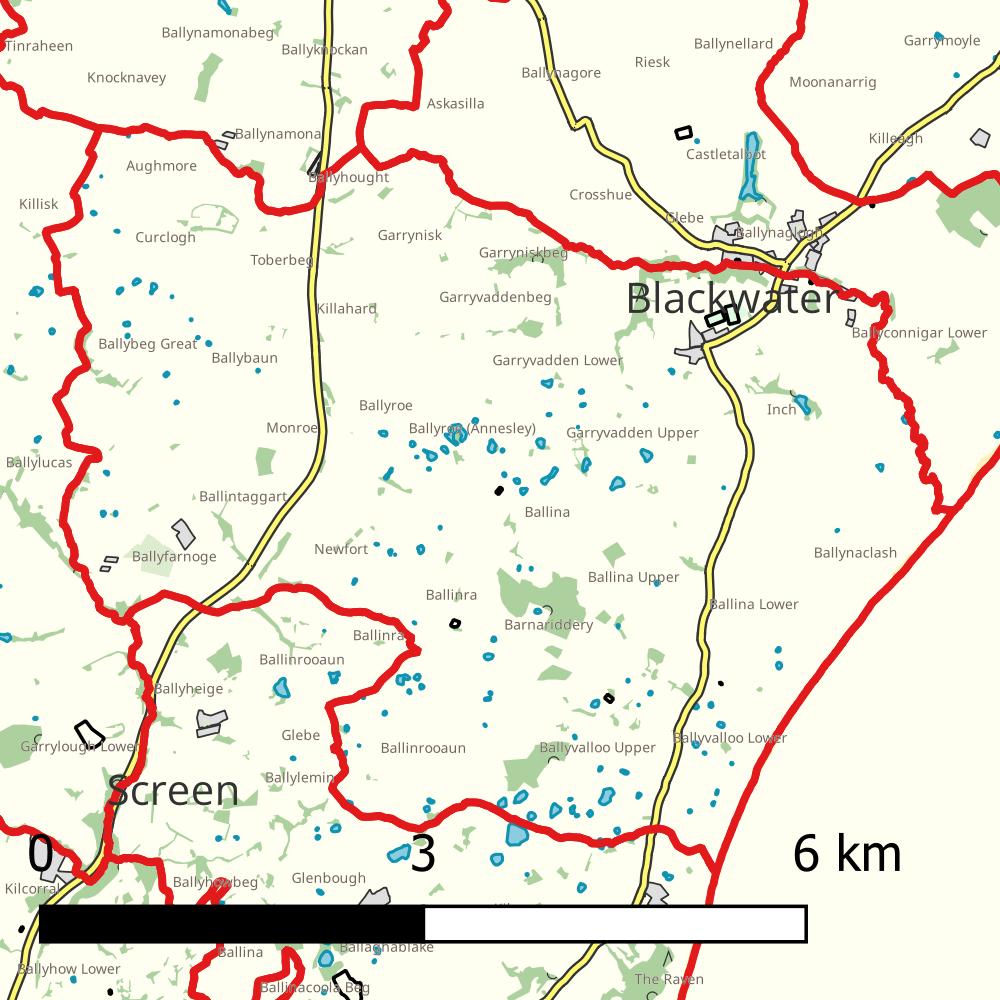 Ballynamonabeg
Tinraheen
Ballyknockan
Ballynellard
Garrymoyle
Riesk
Knocknavey
Ballynagore
Moonanarrig
Askasilla
Ballynamona
Killeagh
Castletalbot
Aughmore
Ballyhought
Crosshue
Killisk
Glebe
Curclogh
Garrynisk
Ballynaglogh
Garryniskbeg
Toberbeg
Blackwater
Garryvaddenbeg
Killahard
Ballyconnigar Lower
Ballybeg Great
Ballybaun
Garryvadden Lower
Ballyroe
Inch
Monroe
Ballyroe (Annesley)
Garryvadden Upper
Ballylucas
Ballintaggart
Ballina
Newfort
Ballynaclash
Ballyfarnoge
Ballina Upper
Ballinra
Ballina Lower
Barnariddery
Ballinra
Ballinrooaun
Ballyheige
Glebe
Ballyvalloo Lower
Garrylough Lower
Ballinrooaun
Ballyvalloo Upper
Ballylemin
Screen
0 3 6 km
Glenbough
Ballyhowbeg
Kilcorral
Ballina
Ballaghablake
Ballyhow Lower
The Raven
Ballinacoola Beg